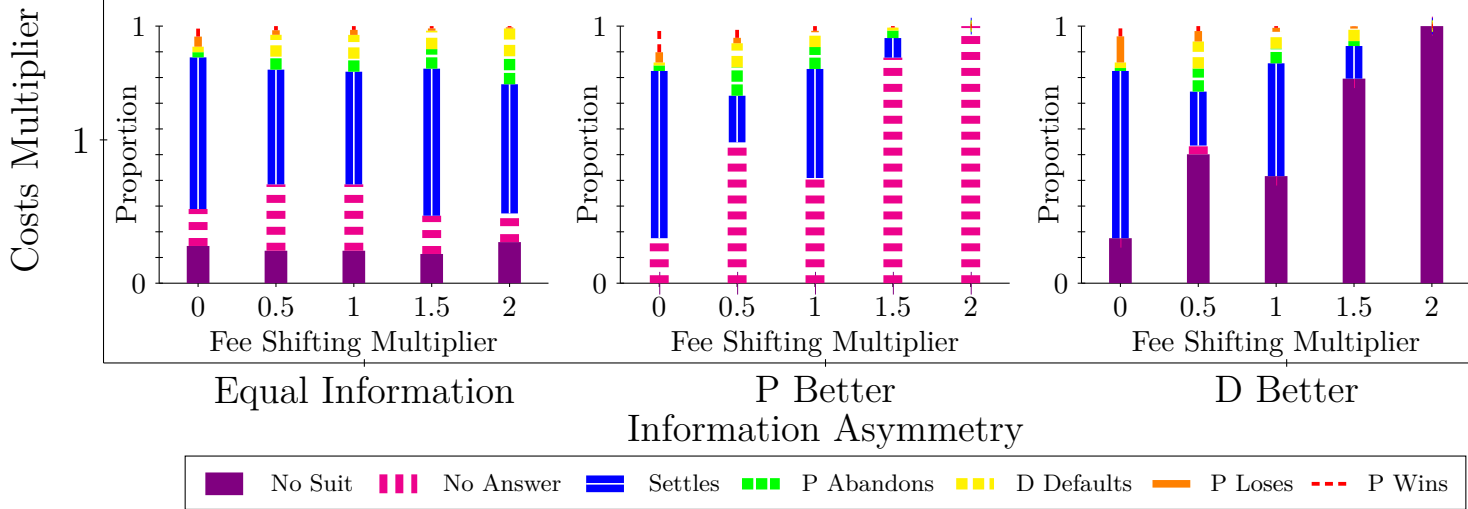 Costs Multiplier
1
Proportion
1
0
0 0.5 1 1.5 2
Fee Shifting Multiplier
Proportion
1
0
0 0.5 1 1.5 2
Fee Shifting Multiplier
Proportion
1
0
0 0.5 1 1.5 2
Fee Shifting Multiplier
Equal Information P Better D Better
Information Asymmetry
No Suit No Answer Settles P Abandons D Defaults P Loses P Wins